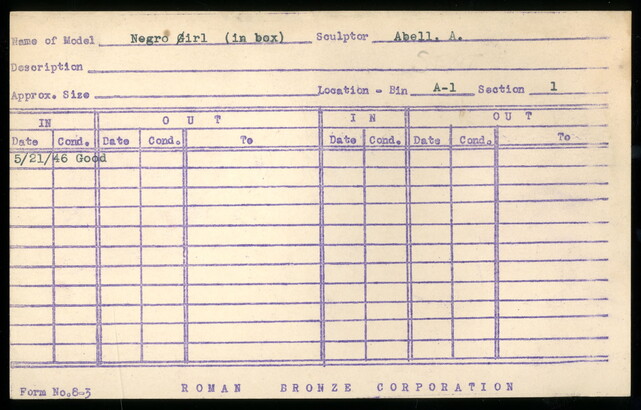 Name of Model Negro Girl (in box) Sculptor Abell. A.
Description
Approx. Size Location - Bin A-1 Section 1
IN OUT IN OUT
Date Cond. Date Cond. To Date Cond. Date Cond. To
5/21/46 Good
Form No.8-3 ROMAN BRONZE CORPORATION